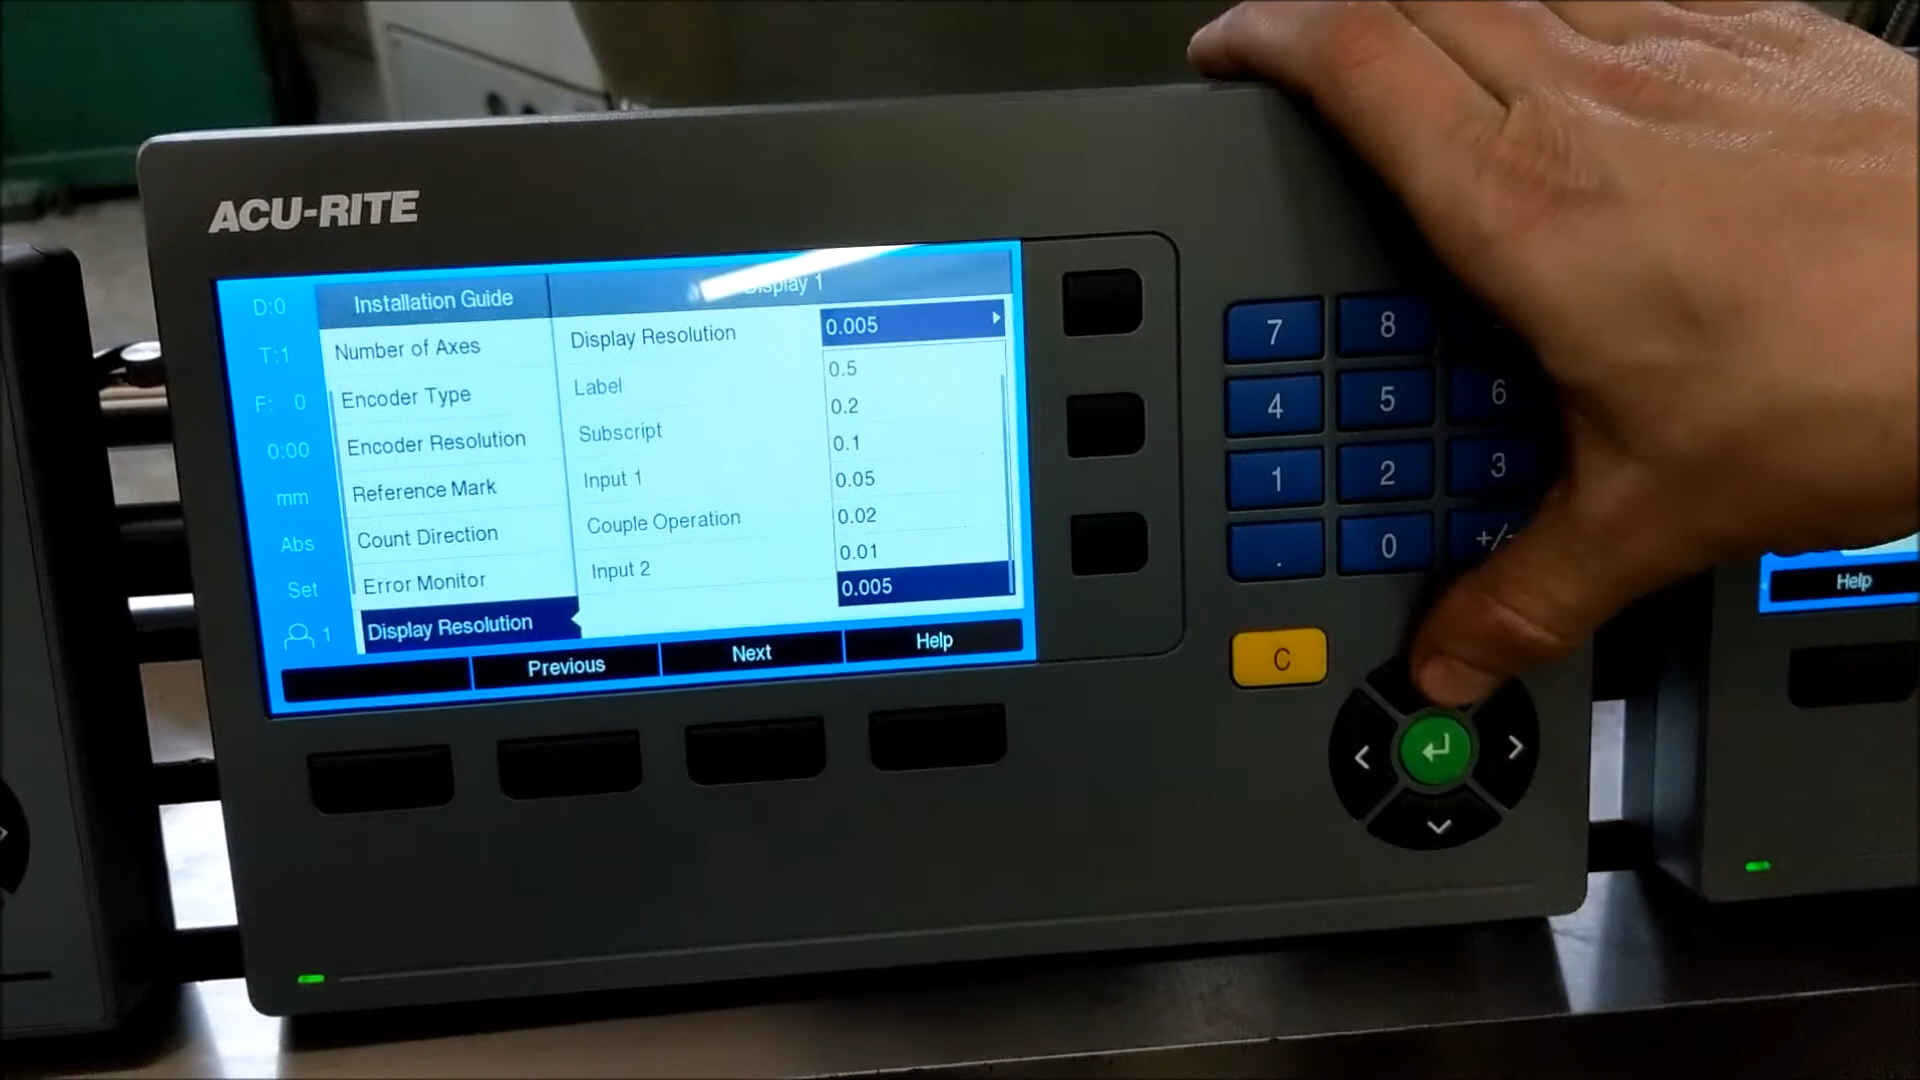 ACU-RITE
D:0
T:1
F: 0
0:00
mm
Abs
Set
1
Installation Guide
Number of Axes
Encoder Type
Encoder Resolution
Reference Mark
Count Direction
Error Monitor
Display Resolution
Display 1
Display Resolution
Label
Subscript
Input 1
Couple Operation
Input 2
0.005
0.5
0.2
0.1
0.05
0.02
0.01
0.005
Previous
Next
Help
7
8
4
5
6
1
2
3
.
0
+/-
C
Help